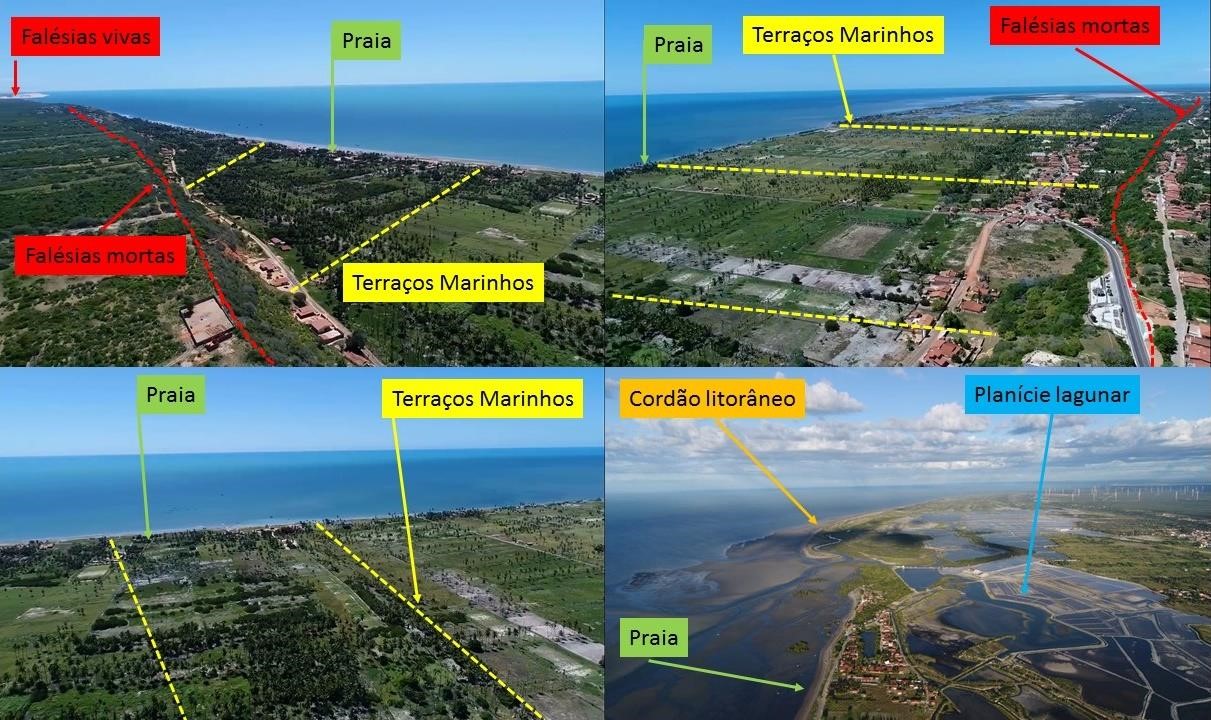 Falésias vivas
Praia
Falésias mortas
Terraços Marinhos
Praia
Terraços Marinhos
Falésias mortas
Praia
Terraços Marinhos
Cordão litorâneo
Planície lagunar
Praia